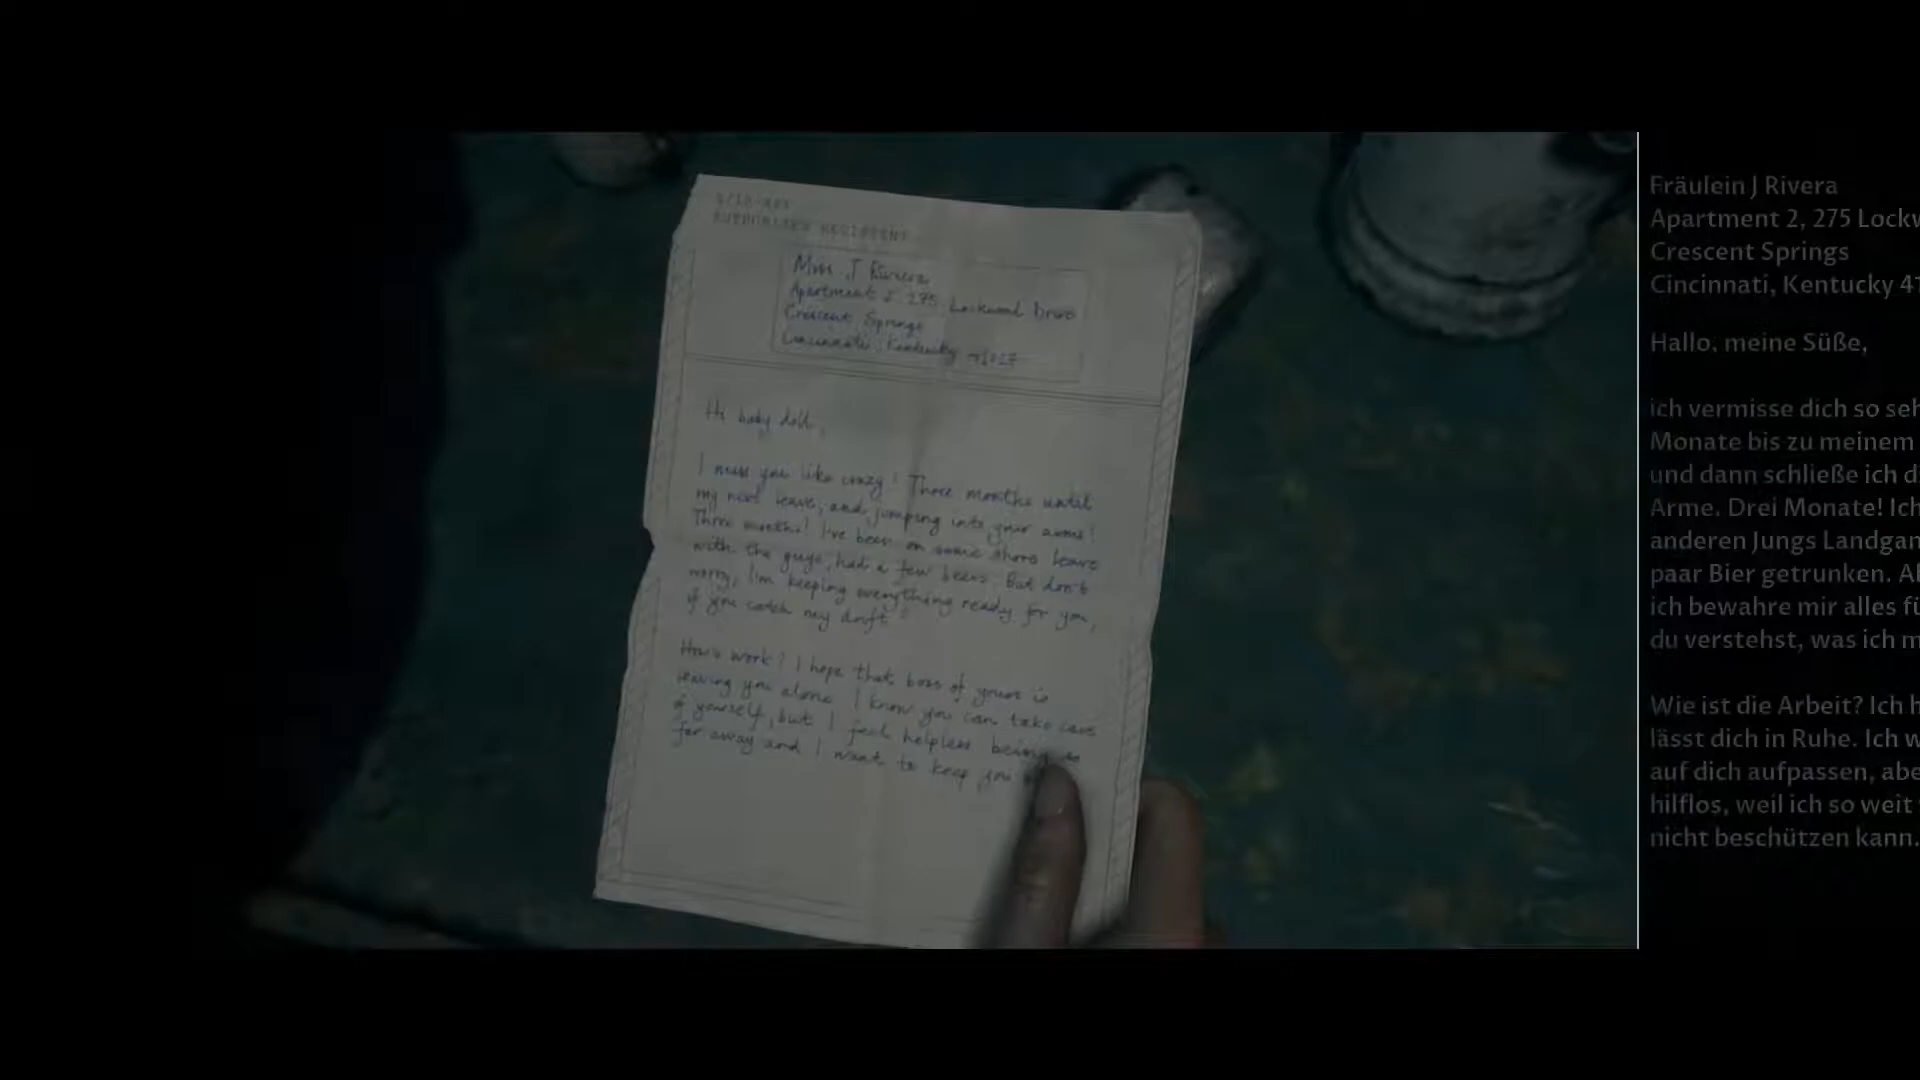 AUTHORIZED RECIPIENT
Miss J Rivera
Apartment 2, 275 Lockwood Drive
Crescent Springs
Cincinnati, Kentucky 41017
Hi baby doll,
I miss you like crazy! Three months until
my next leave, and jumping into your arms!
Three months! I've been on some shore leave
with the guys, had a few beers. But don't
worry, I'm keeping everything ready for you,
if you catch my drift
How's work? I hope that boss of yours is
leaving you alone. I know you can take care
of yourself, but I feel helpless being so
far away and I want to keep you
Fräulein J Rivera
Apartment 2, 275 Lockw
Crescent Springs
Cincinnati, Kentucky 41
Hallo, meine Süße,
ich vermisse dich so seh
Monate bis zu meinem
und dann schließe ich d
Arme. Drei Monate! Ich
anderen Jungs Landgan
paar Bier getrunken. Al
ich bewahre mir alles fü
du verstehst, was ich m
Wie ist die Arbeit? Ich h
lässt dich in Ruhe. Ich w
auf dich aufpassen, abe
hilflos, weil ich so weit
nicht beschützen kann.